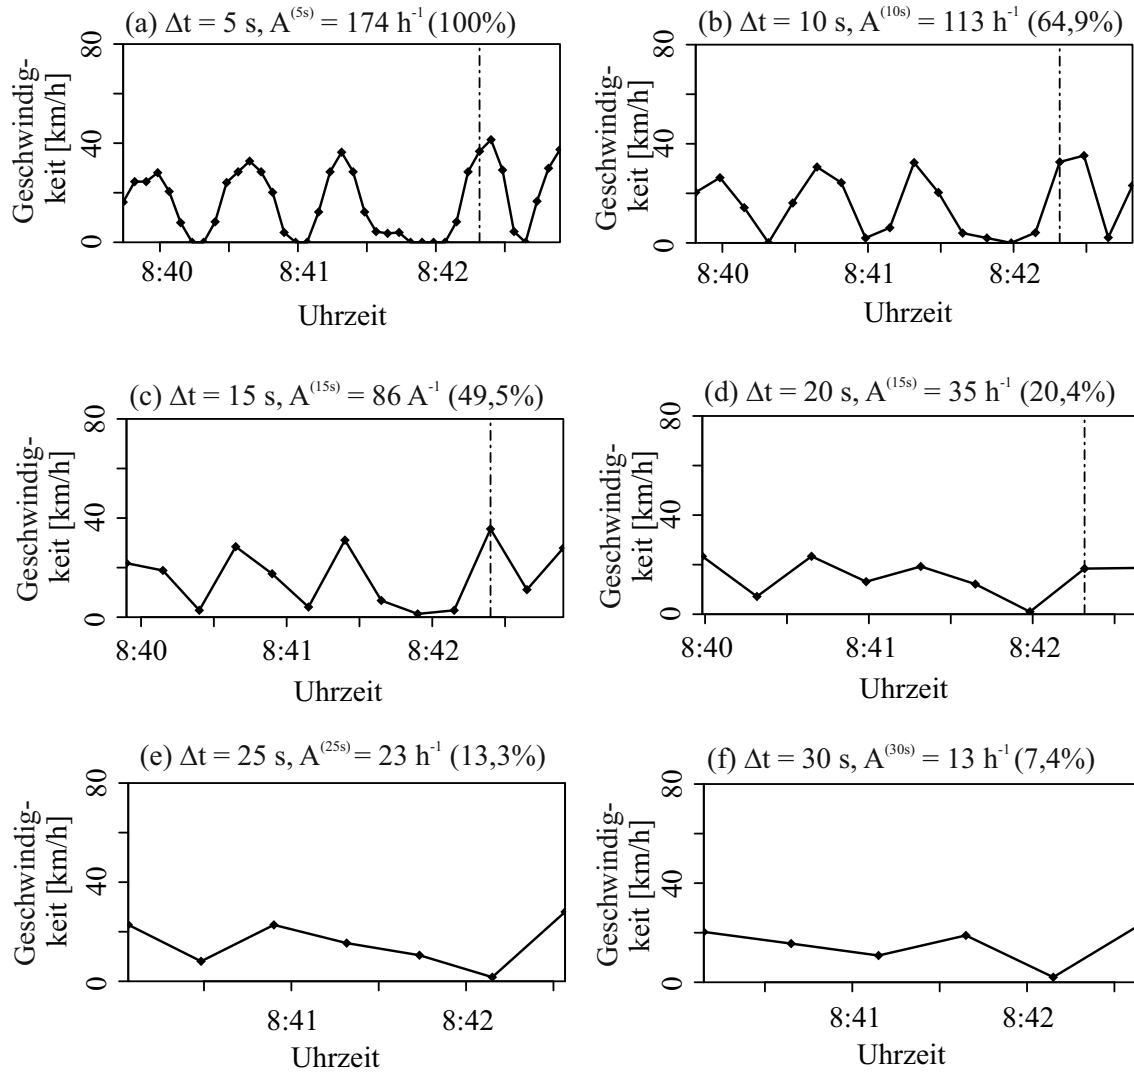 (a) Δt = 5 s, A⁽⁵ˢ⁾ = 174 h⁻¹ (100%)
Geschwindig-
keit [km/h]
80
40
0
8:40 8:41 8:42
Uhrzeit
(b) Δt = 10 s, A⁽¹⁰ˢ⁾ = 113 h⁻¹ (64,9%)
Geschwindig-
keit [km/h]
80
40
0
8:40 8:41 8:42
Uhrzeit
(c) Δt = 15 s, A⁽¹⁵ˢ⁾ = 86 A⁻¹ (49,5%)
Geschwindig-
keit [km/h]
80
40
0
8:40 8:41 8:42
Uhrzeit
(d) Δt = 20 s, A⁽¹⁵ˢ⁾ = 35 h⁻¹ (20,4%)
Geschwindig-
keit [km/h]
80
40
0
8:40 8:41 8:42
Uhrzeit
(e) Δt = 25 s, A⁽²⁵ˢ⁾ = 23 h⁻¹ (13,3%)
Geschwindig-
keit [km/h]
80
40
0
8:41 8:42
Uhrzeit
(f) Δt = 30 s, A⁽³⁰ˢ⁾ = 13 h⁻¹ (7,4%)
Geschwindig-
keit [km/h]
80
40
0
8:41 8:42
Uhrzeit